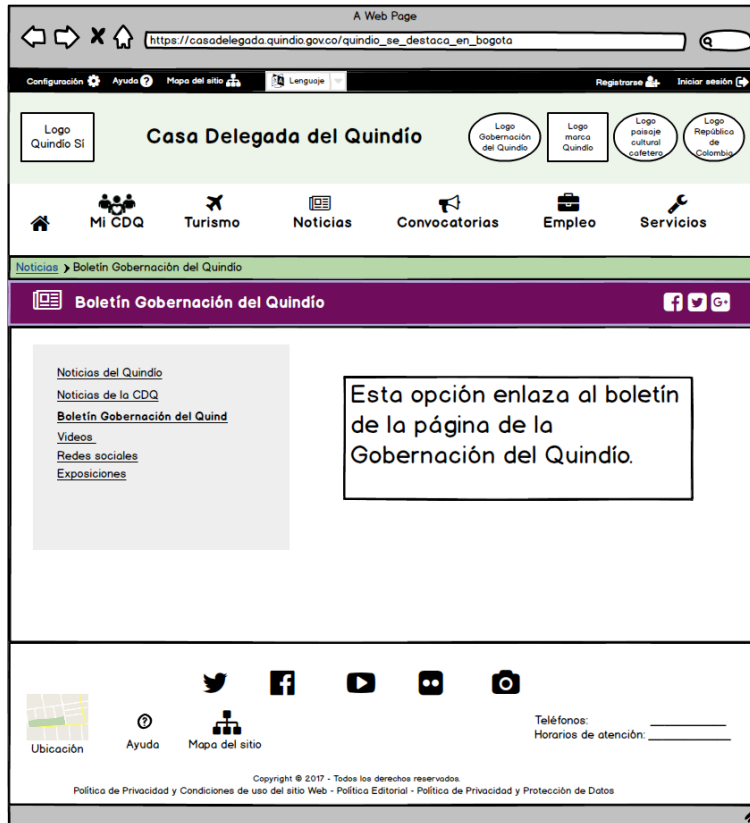 A Web Page
https://casadelegada.quindio.gov.co/quindio_se_destaca_en_bogota
Configuración Ayuda Mapa del sitio Lenguaje Registrarse Iniciar sesión
Logo
Quindío Sí
Casa Delegada del Quindío
Logo
Gobernación
del Quindío
Logo
marca
Quindío
Logo
paisaje
cultural
cafetero
Logo
República
de
Colombia
Mi CDQ Turismo Noticias Convocatorias Empleo Servicios
Noticias Boletín Gobernación del Quindío
Boletín Gobernación del Quindío
Noticias del Quindío
Noticias de la CDQ
Boletín Gobernación del Quind
Videos
Redes sociales
Exposiciones
Esta opción enlaza al boletín
de la página de la
Gobernación del Quindío.
Ubicación
Ayuda
Mapa del sitio
Teléfonos:
Horarios de atención:
Copyright © 2017 - Todos los derechos reservados.
Política de Privacidad y Condiciones de uso del sitio Web - Política Editorial - Política de Privacidad y Protección de Datos